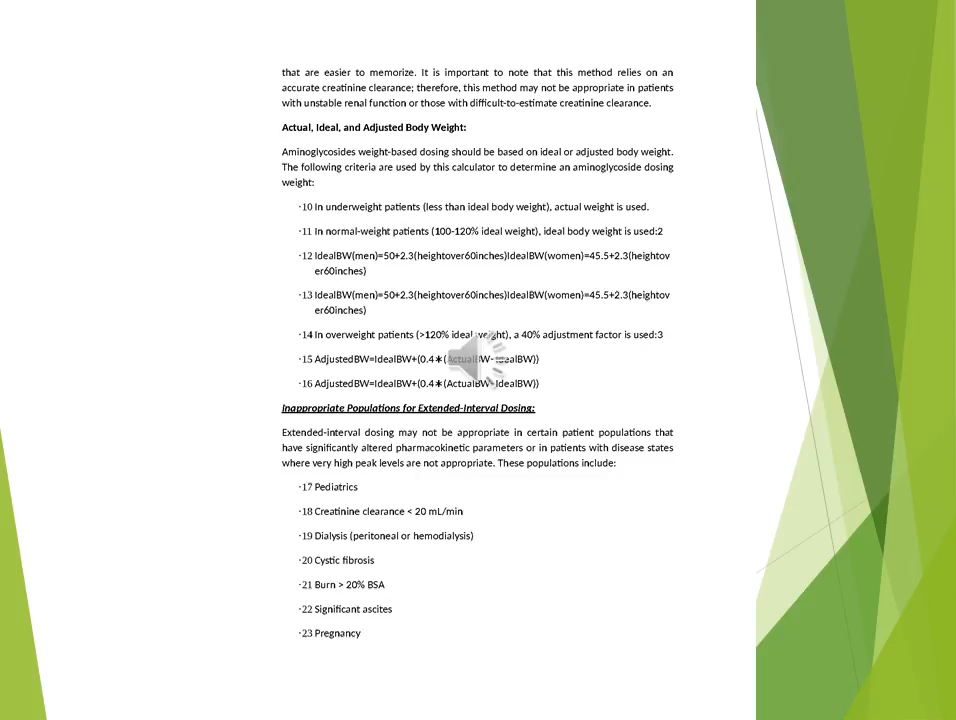 that are easier to memorize. It is important to note that this method relies on an
accurate creatinine clearance; therefore, this method may not be appropriate in patients
with unstable renal function or those with difficult-to-estimate creatinine clearance.
Actual, Ideal, and Adjusted Body Weight:
Aminoglycosides weight-based dosing should be based on ideal or adjusted body weight.
The following criteria are used by this calculator to determine an aminoglycoside dosing
weight:
·10 In underweight patients (less than ideal body weight), actual weight is used.
·11 In normal-weight patients (100-120% ideal weight), ideal body weight is used:2
·12 IdealBW(men)=50+2.3(heightover60inches)IdealBW(women)=45.5+2.3(heightov
er60inches)
·13 IdealBW(men)=50+2.3(heightover60inches)IdealBW(women)=45.5+2.3(heightov
er60inches)
·14 In overweight patients (>120% ideal weight), a 40% adjustment factor is used:3
·15 AdjustedBW=IdealBW+(0.4∗(ActualBW-IdealBW))
·16 AdjustedBW=IdealBW+(0.4∗(ActualBW-IdealBW))
Inappropriate Populations for Extended-Interval Dosing:
Extended-interval dosing may not be appropriate in certain patient populations that
have significantly altered pharmacokinetic parameters or in patients with disease states
where very high peak levels are not appropriate. These populations include:
·17 Pediatrics
·18 Creatinine clearance < 20 mL/min
·19 Dialysis (peritoneal or hemodialysis)
·20 Cystic fibrosis
·21 Burn > 20% BSA
·22 Significant ascites
·23 Pregnancy